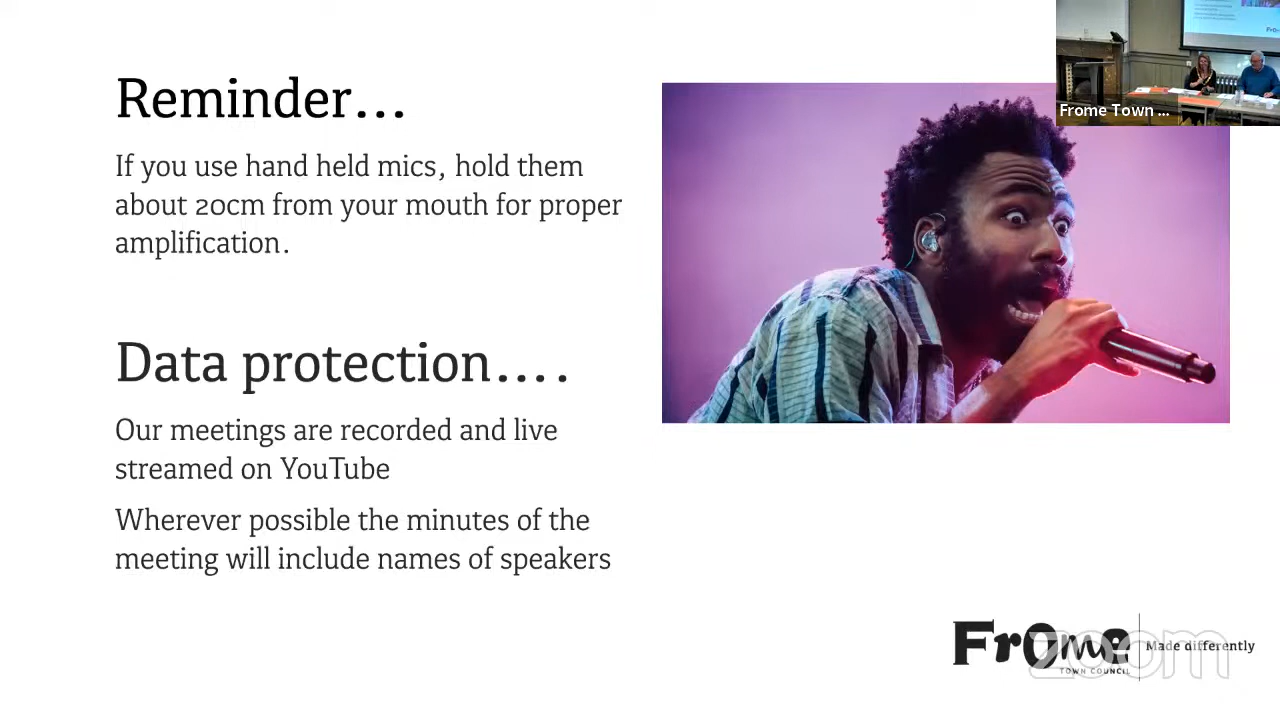 Reminder...
If you use hand held mics, hold them
about 20cm from your mouth for proper
amplification.
Data protection....
Our meetings are recorded and live
streamed on YouTube
Wherever possible the minutes of the
meeting will include names of speakers
Frome Town ...
Frome
TOWN COUNCIL
Made differently
zoom